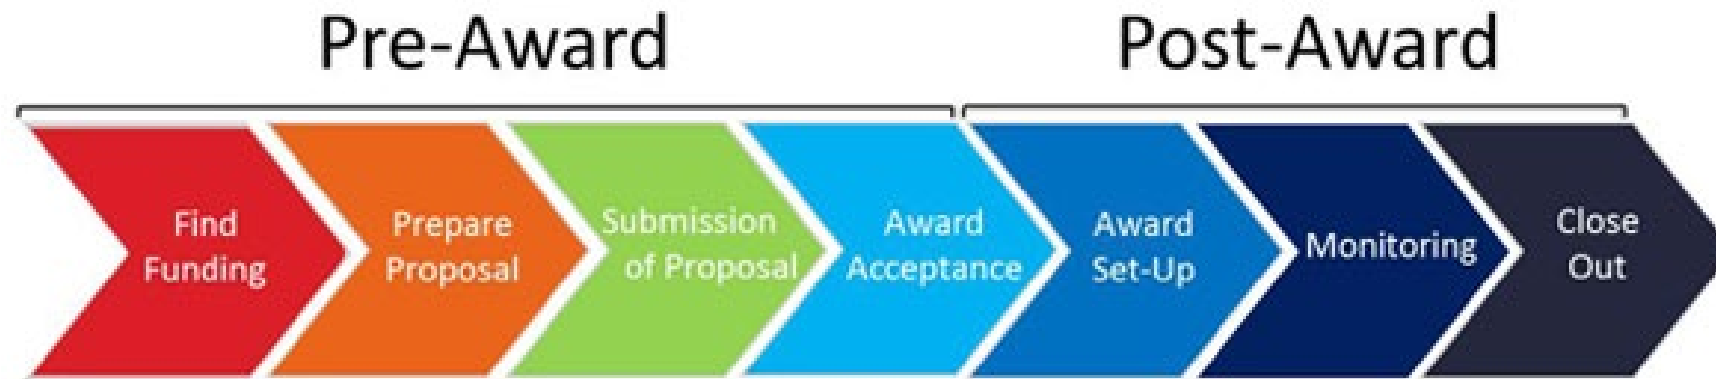 Pre-Award
Post-Award
Find
Funding
Prepare
Proposal
Submission
of Proposal
Award
Acceptance
Award
Set-Up
Monitoring
Close
Out